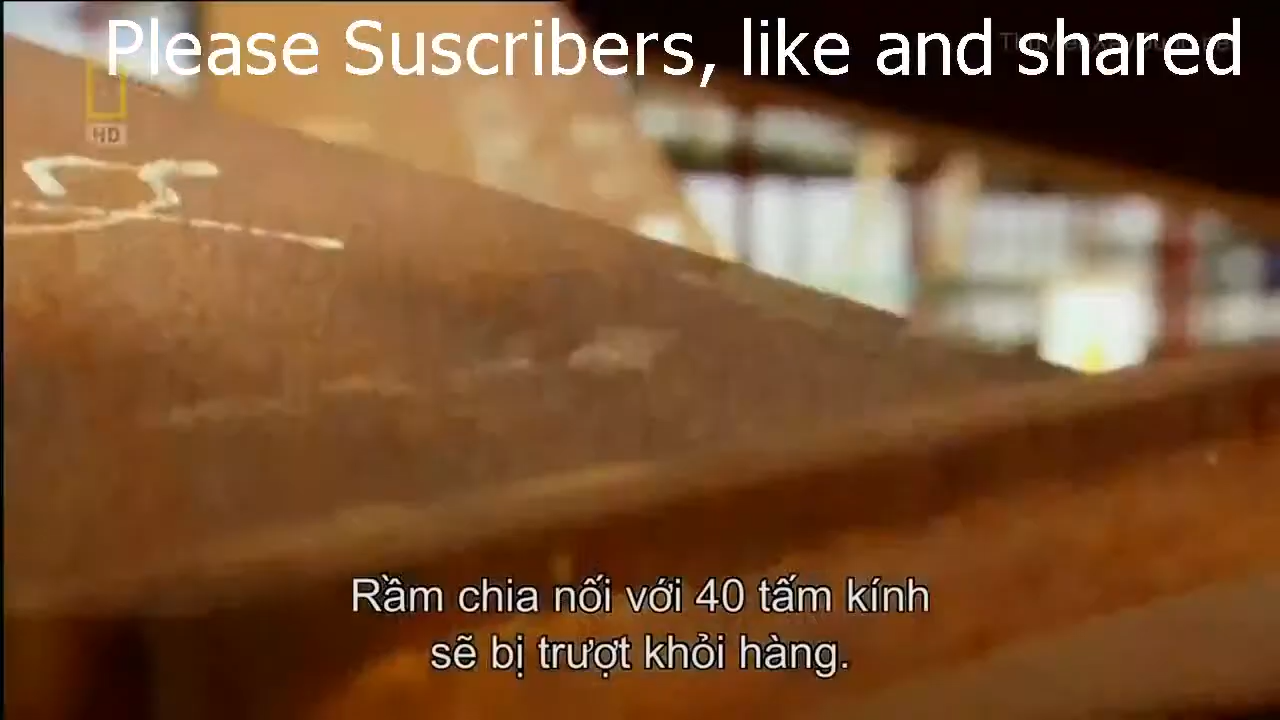 Please Suscribers, like and shared
HD
Rầm chia nối với 40 tấm kính
sẽ bị trượt khỏi hàng.